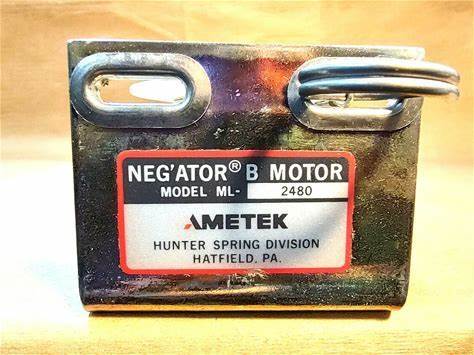 NEG'ATOR® B MOTOR
MODEL ML- 2480
AMETEK
HUNTER SPRING DIVISION
HATFIELD, PA.